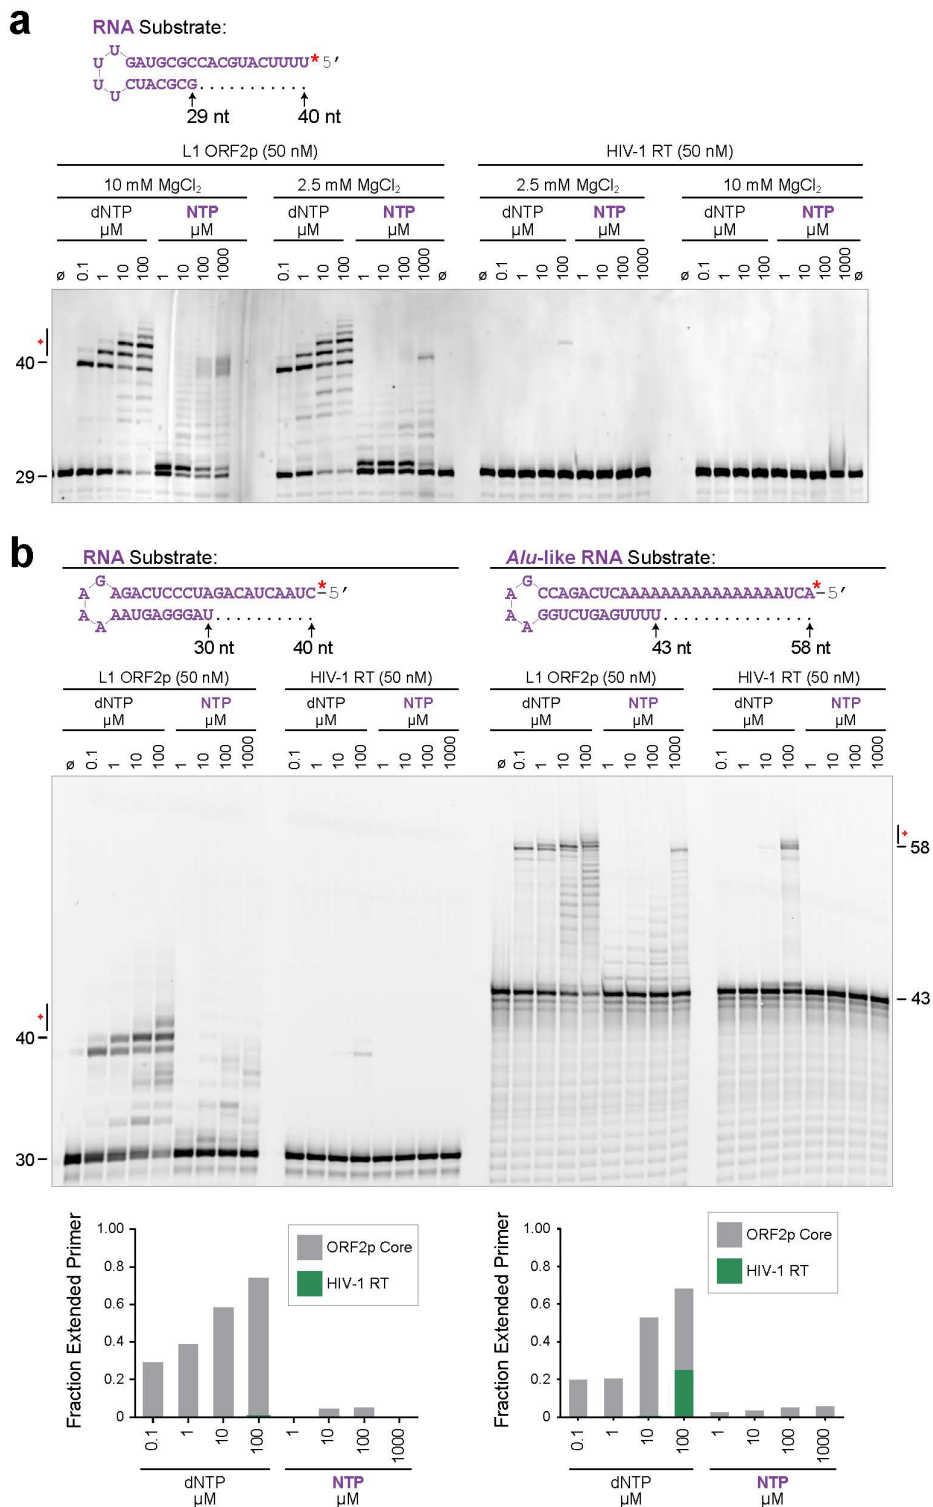 a
RNA Substrate:
U
U GAUGCGCCACGUACUUUU*5′
U CUACGCG...........
U
29 nt 40 nt
L1 ORF2p (50 nM) HIV-1 RT (50 nM)
10 mM MgCl₂ 2.5 mM MgCl₂ 2.5 mM MgCl₂ 10 mM MgCl₂
dNTP NTP dNTP NTP dNTP NTP dNTP NTP
µM µM µM µM µM µM µM µM
ø 0.1 1 10 100 1 10 100 1000 0.1 1 10 100 1 10 100 1000 ø 0.1 1 10 100 1 10 100 1000 ø 0.1 1 10 100 1 10 100 1000 ø
+
40
29
b
RNA Substrate: Alu-like RNA Substrate:
G G
A AGACUCCCUAGACAUCAAUC*-5′ A CCAGACUCAAAAAAAAAAAAAAAAAUCA*-5′
A AAUGAGGGAU........... A GGUCUGAGUUUU...............
A A
30 nt 40 nt 43 nt 58 nt
L1 ORF2p (50 nM) HIV-1 RT (50 nM) L1 ORF2p (50 nM) HIV-1 RT (50 nM)
dNTP NTP dNTP NTP dNTP NTP dNTP NTP
µM µM µM µM µM µM µM µM
ø 0.1 1 10 100 1 10 100 1000 0.1 1 10 100 1 10 100 1000 ø 0.1 1 10 100 1 10 100 1000 0.1 1 10 100 1 10 100 1000
+
58
43
+
40
30
Fraction Extended Primer
1.00
0.8
0.6
0.4
0.2
0
ORF2p Core
HIV-1 RT
0.1 1 10 100 1 10 100 1000
dNTP NTP
µM µM
Fraction Extended Primer
1.00
0.8
0.6
0.4
0.2
0
ORF2p Core
HIV-1 RT
0.1 1 10 100 1 10 100 1000
dNTP NTP
µM µM